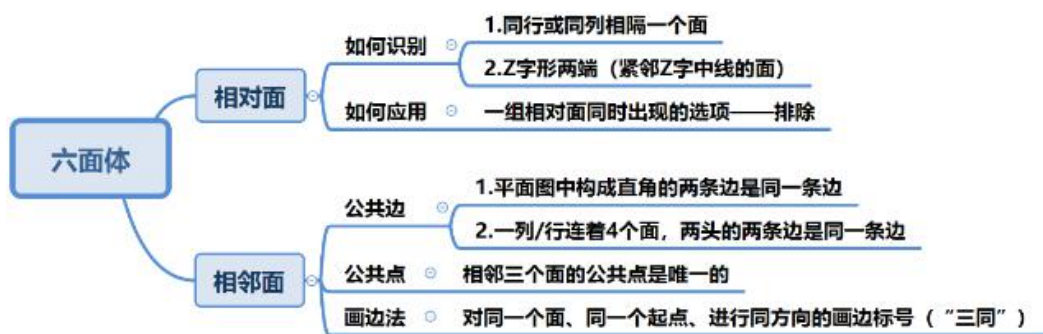 六面体
相对面
如何识别
1.同行或同列相隔一个面
2.Z字形两端（紧邻Z字中线的面）
如何应用
一组相对面同时出现的选项——排除
相邻面
公共边
1.平面图中构成直角的两条边是同一条边
2.一列/行连着4个面，两头的两条边是同一条边
公共点
相邻三个面的公共点是唯一的
画边法
对同一个面、同一个起点、进行同方向的画边标号（“三同”）